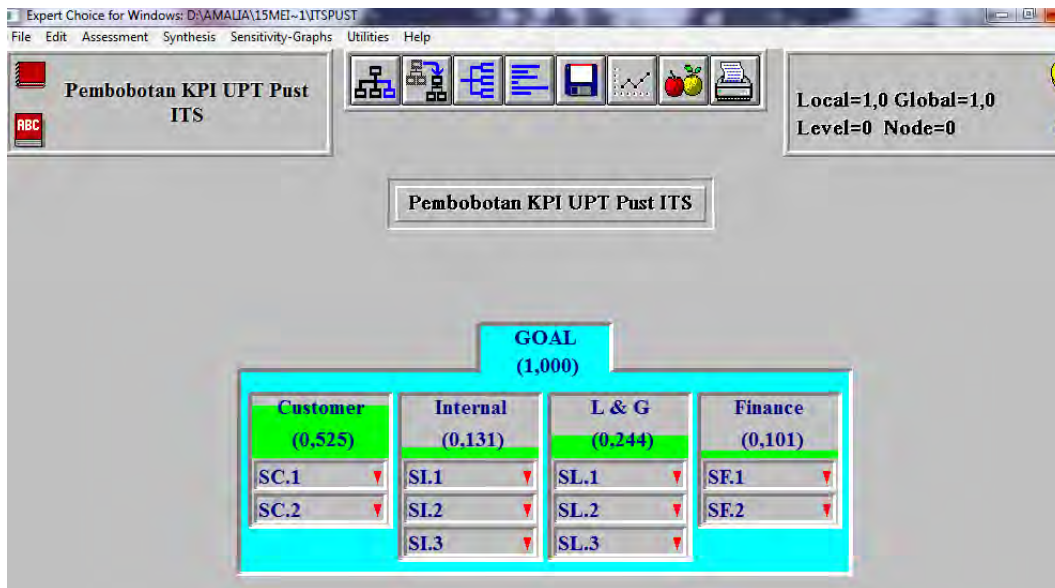 Expert Choice for Windows: D:\AMALIA\15MEI~1\ITSPUST
File Edit Assessment Synthesis Sensitivity-Graphs Utilities Help
Pembobotan KPI UPT Pust
ITS
ABC
Local=1,0 Global=1,0
Level=0 Node=0
Pembobotan KPI UPT Pust ITS
GOAL
(1,000)
Customer Internal L & G Finance
(0,525) (0,131) (0,244) (0,101)
SC.1 SI.1 SL.1 SF.1
SC.2 SI.2 SL.2 SF.2
SI.3 SL.3